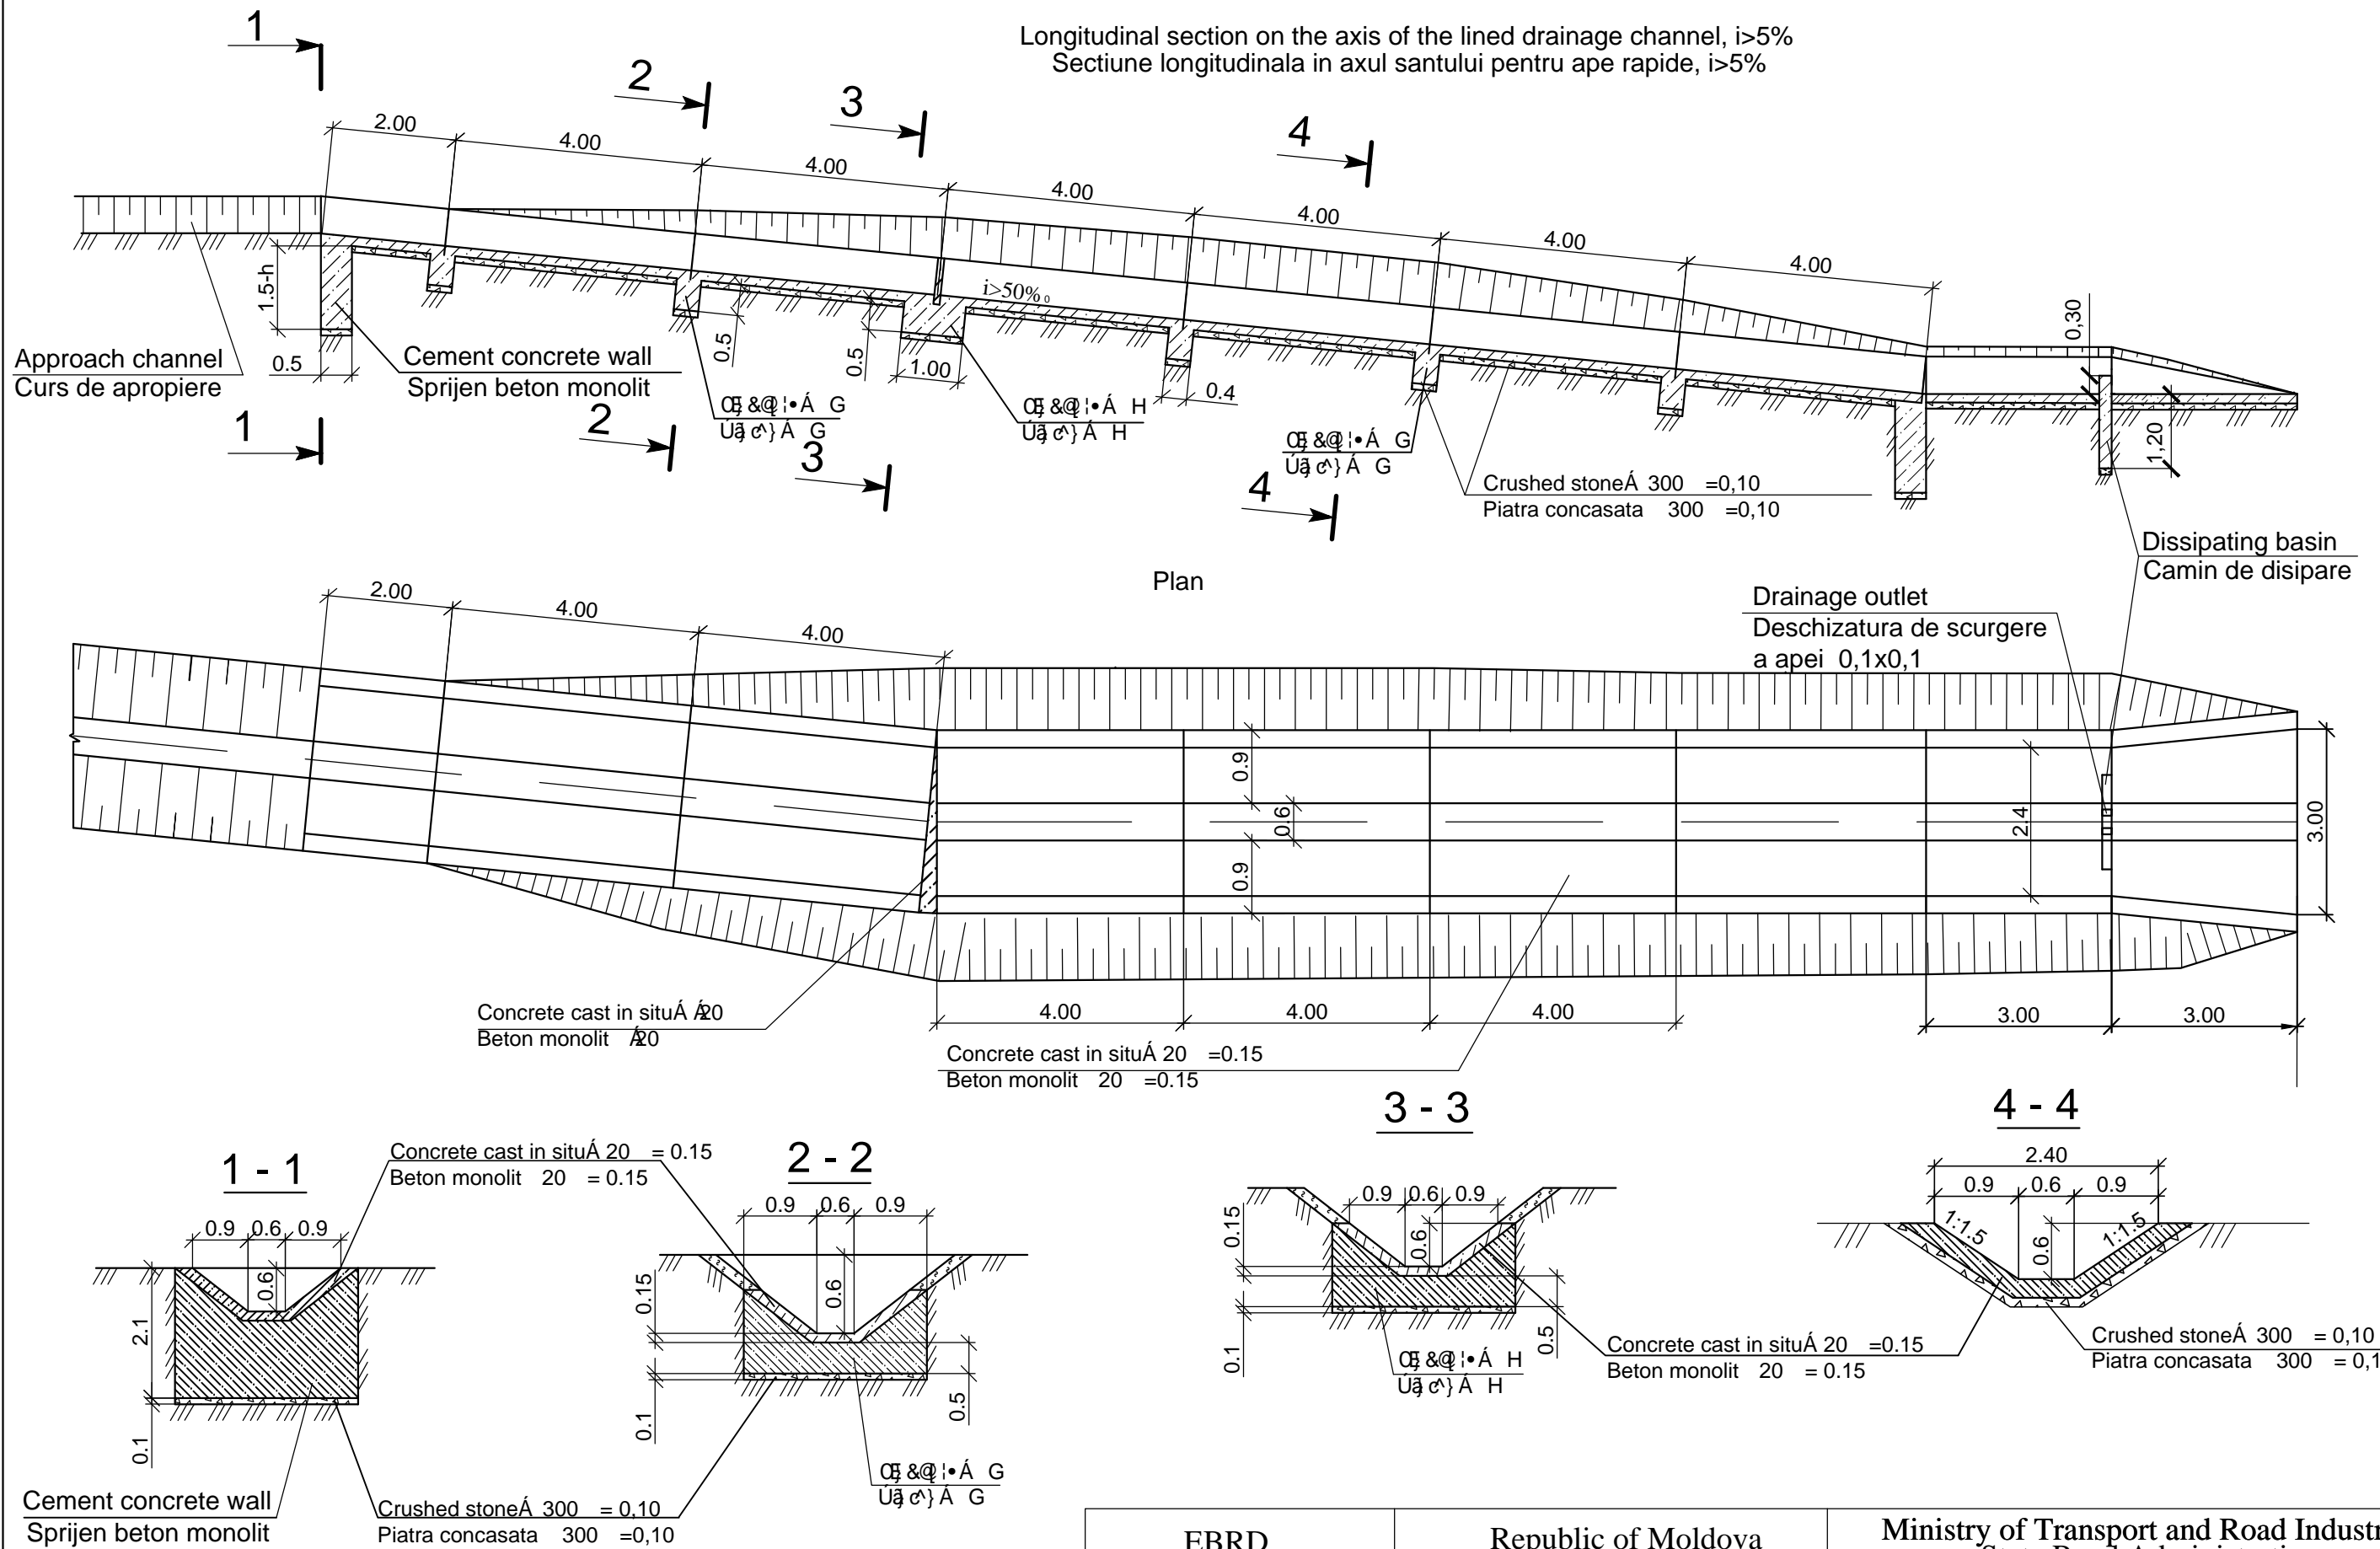 Longitudinal section on the axis of the lined drainage channel, i>5%
Sectiune longitudinala in axul santului pentru ape rapide, i>5%
1
2
3
4
2.00
4.00
4.00
4.00
4.00
4.00
4.00
1.5-h
0.5
Approach channel
Curs de apropiere
Cement concrete wall
Sprijen beton monolit
0.5
0.5
1.00
i>50%₀
0.4
0,30
1,20
1
2
3
4
Crushed stoneÁ 300 =0,10
Piatra concasata 300 =0,10
Dissipating basin
Camin de disipare
Plan
2.00
4.00
4.00
Drainage outlet
Deschizatura de scurgere
a apei 0,1x0,1
0.9
0.6
0.9
2.4
3.00
Concrete cast in situÁ
Beton monolit
4.00
4.00
4.00
3.00
3.00
Concrete cast in situÁ 20 =0.15
Beton monolit 20 =0.15
1 - 1
0.9 0.6 0.9
0.6
2.1
0.1
Concrete cast in situÁ 20 = 0.15
Beton monolit 20 = 0.15
Cement concrete wall
Sprijen beton monolit
Crushed stoneÁ 300 = 0,10
Piatra concasata 300 =0,10
2 - 2
0.9 0.6 0.9
0.15
0.6
0.1
0.5
3 - 3
0.9 0.6 0.9
0.15
0.6
0.1
0.5
Concrete cast in situÁ 20 =0.15
Beton monolit 20 = 0.15
4 - 4
2.40
0.9 0.6 0.9
1:1.5
0.6
1:1.5
Crushed stoneÁ 300 = 0,10
Piatra concasata 300 = 0,1
EBRD
Republic of Moldova
Ministry of Transport and Road Industr